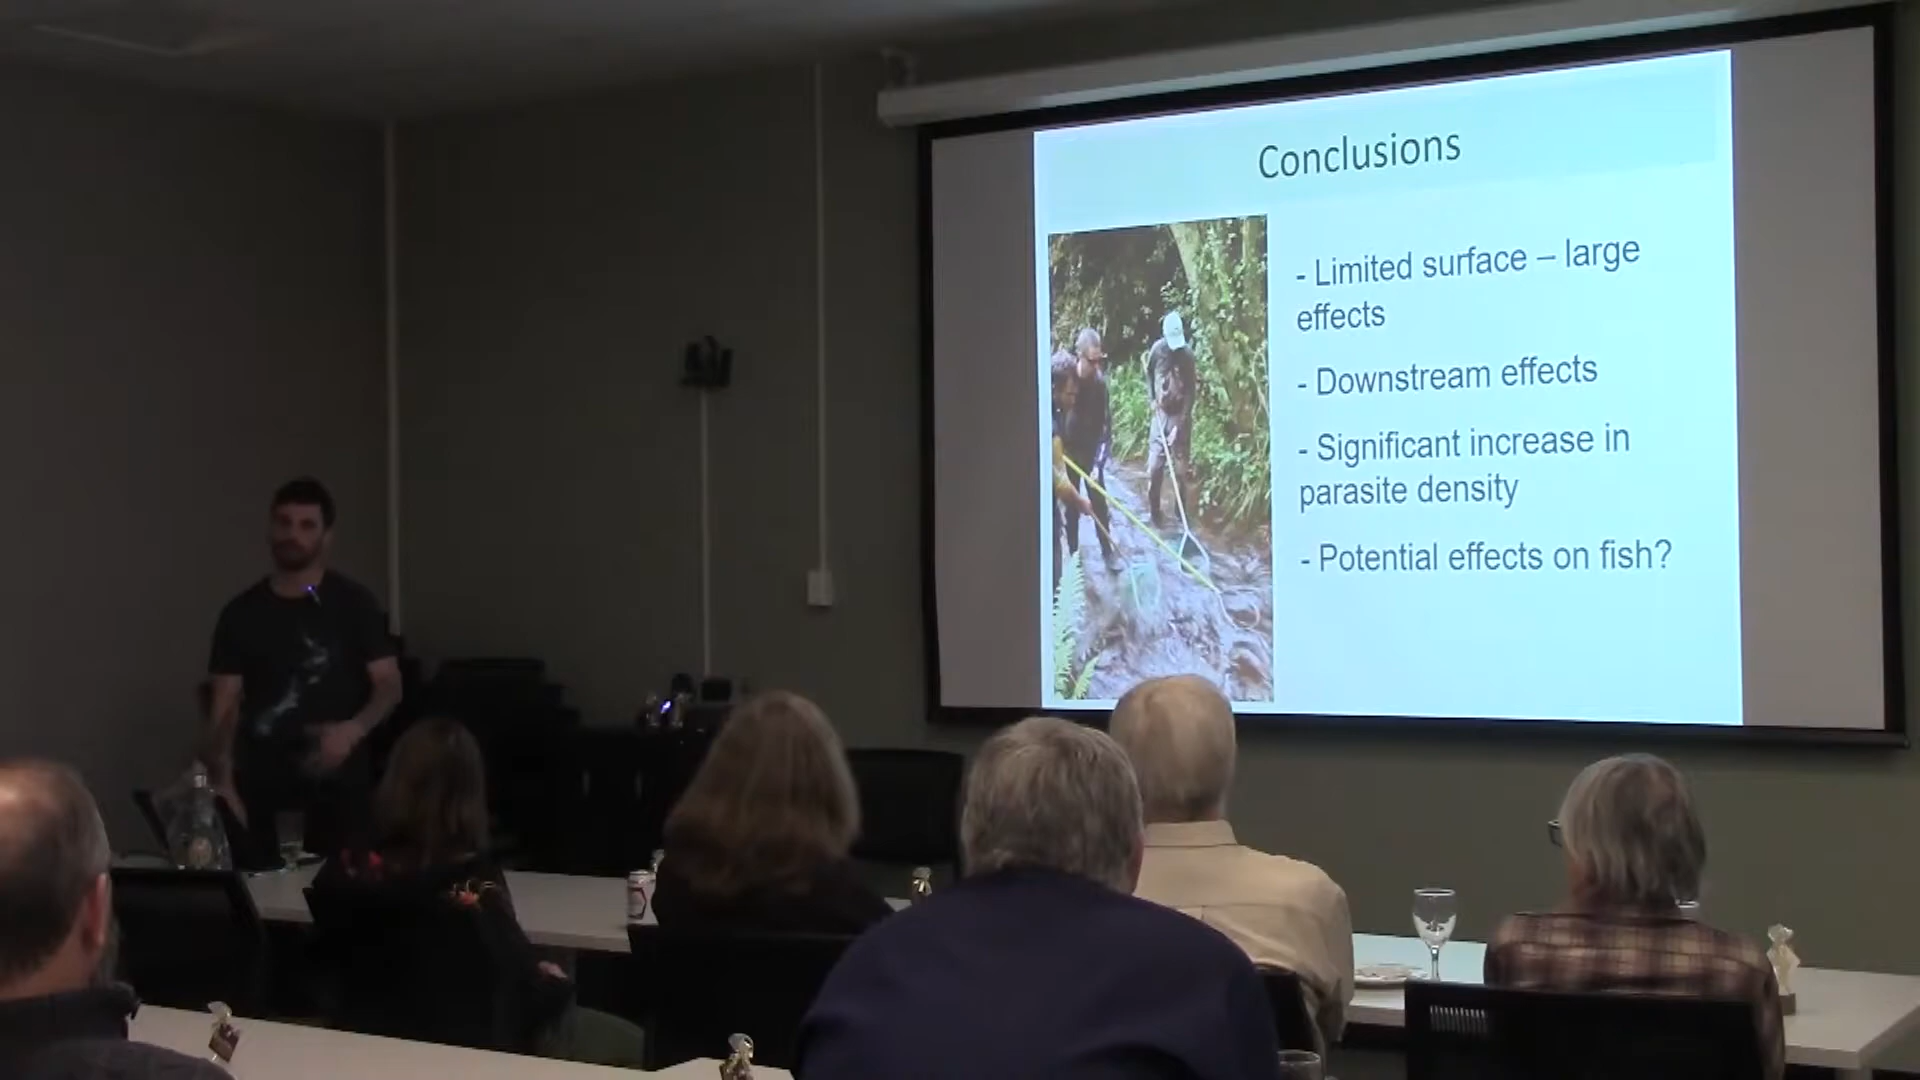 Conclusions
- Limited surface – large
effects
- Downstream effects
- Significant increase in
parasite density
- Potential effects on fish?